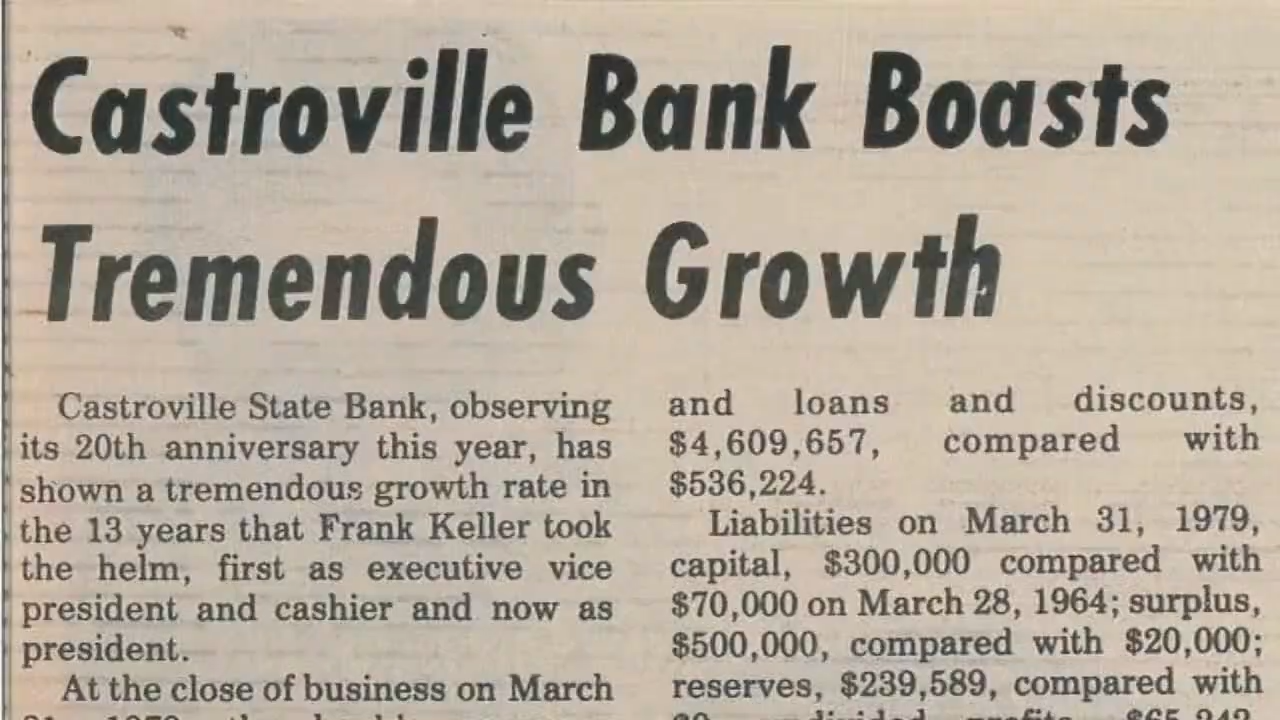 Castroville Bank Boasts
Tremendous Growth
Castroville State Bank, observing
its 20th anniversary this year, has
shown a tremendous growth rate in
the 13 years that Frank Keller took
the helm, first as executive vice
president and cashier and now as
president.
At the close of business on March
and loans and discounts,
$4,609,657, compared with
$536,224.
Liabilities on March 31, 1979,
capital, $300,000 compared with
$70,000 on March 28, 1964; surplus,
$500,000, compared with $20,000;
reserves, $239,589, compared with